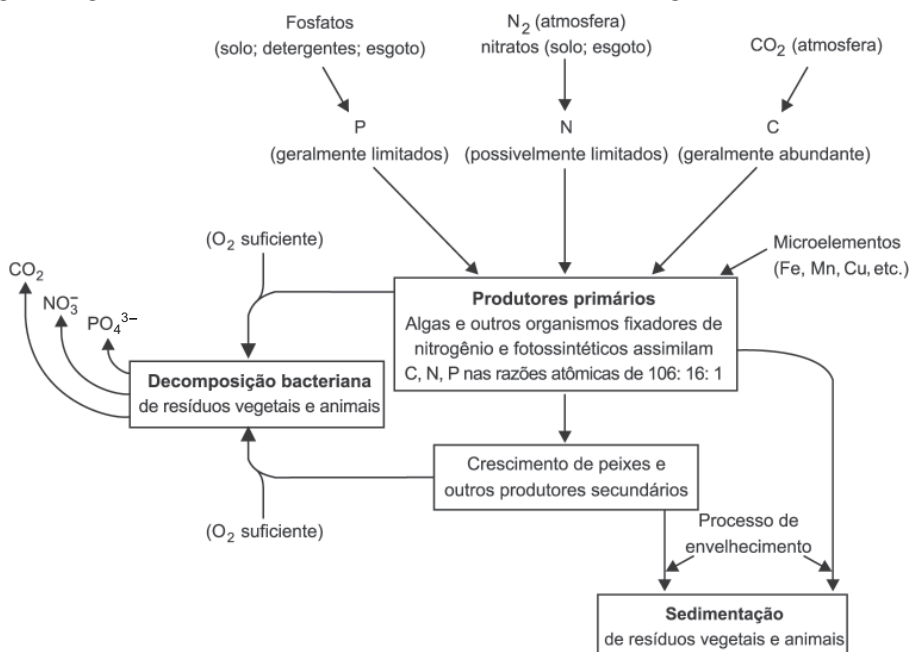 Fosfatos
(solo; detergentes; esgoto)
N2 (atmosfera)
nitratos (solo; esgoto)
CO2 (atmosfera)
P
(geralmente limitados)
N
(possivelmente limitados)
C
(geralmente abundante)
(O2 suficiente)
Microelementos
(Fe, Mn, Cu, etc.)
CO2
NO3−
PO4 3−
Produtores primários
Algas e outros organismos fixadores de
nitrogênio e fotossintéticos assimilam
C, N, P nas razões atômicas de 106: 16: 1
Decomposição bacteriana
de resíduos vegetais e animais
Crescimento de peixes e
outros produtores secundários
(O2 suficiente)
Processo de
envelhecimento
Sedimentação
de resíduos vegetais e animais